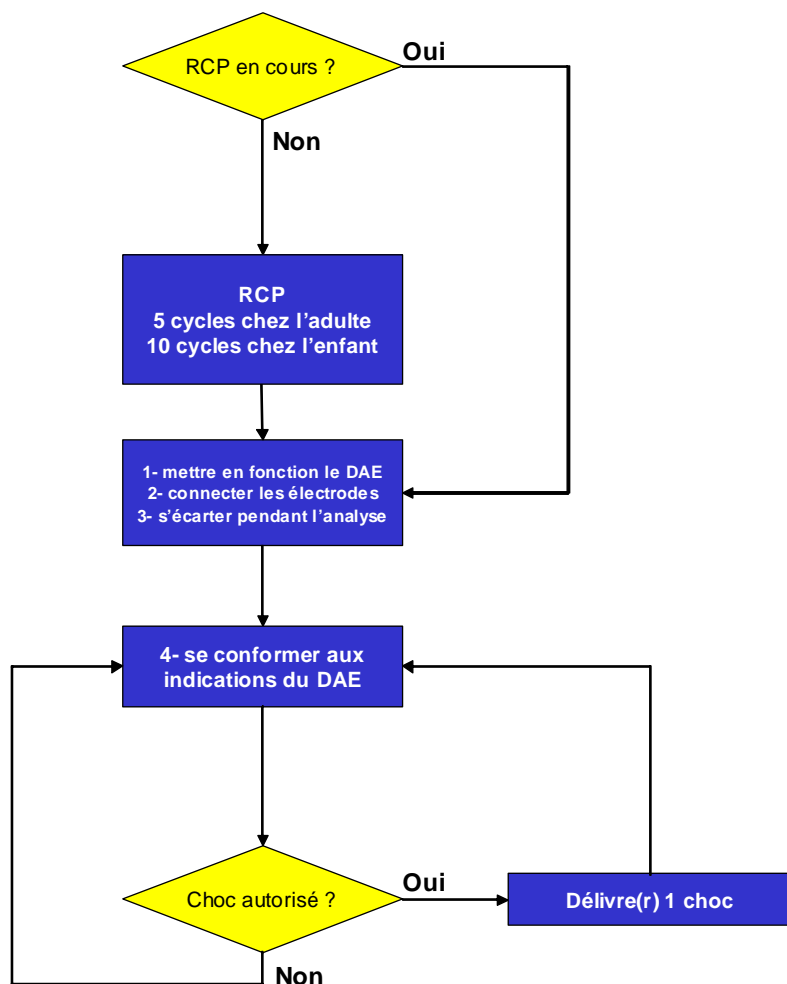 RCP en cours ?
Oui
Non
RCP
5 cycles chez l'adulte
10 cycles chez l'enfant
1- mettre en fonction le DAE
2- connecter les électrodes
3- s'écarter pendant l'analyse
4- se conformer aux
indications du DAE
Choc autorisé ?
Oui
Délivre(r) 1 choc
Non